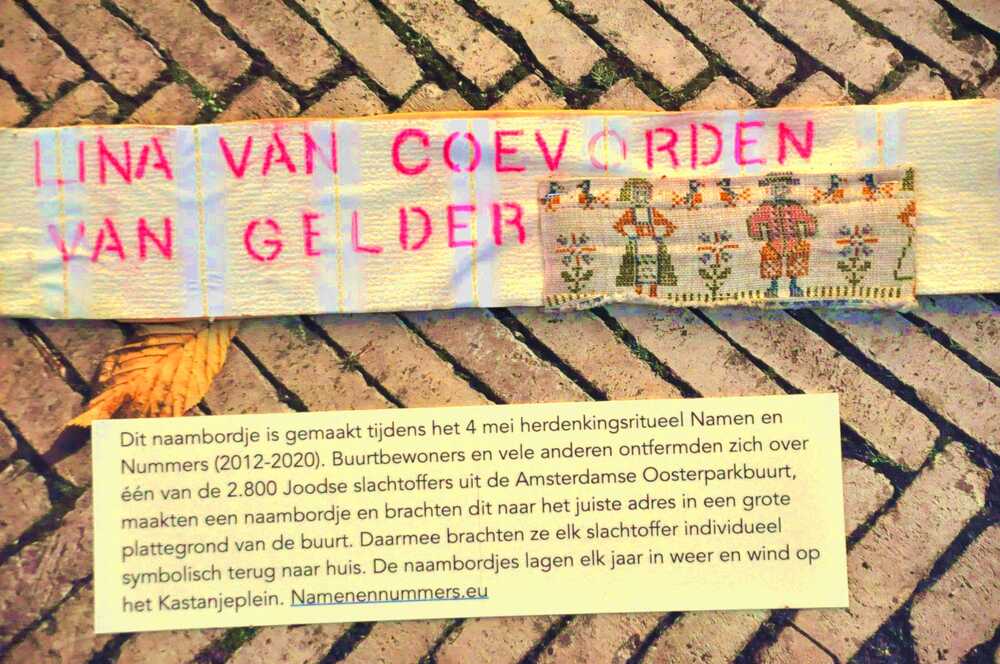 LINA VAN COEVORDEN
VAN GELDER
Dit naambordje is gemaakt tijdens het 4 mei herdenkingsritueel Namen en
Nummers (2012-2020). Buurtbewoners en vele anderen ontfermden zich over
één van de 2.800 Joodse slachtoffers uit de Amsterdamse Oosterparkbuurt,
maakten een naambordje en brachten dit naar het juiste adres in een grote
plattegrond van de buurt. Daarmee brachten ze elk slachtoffer individueel
symbolisch terug naar huis. De naambordjes lagen elk jaar in weer en wind op
het Kastanjeplein. Namenennummers.eu